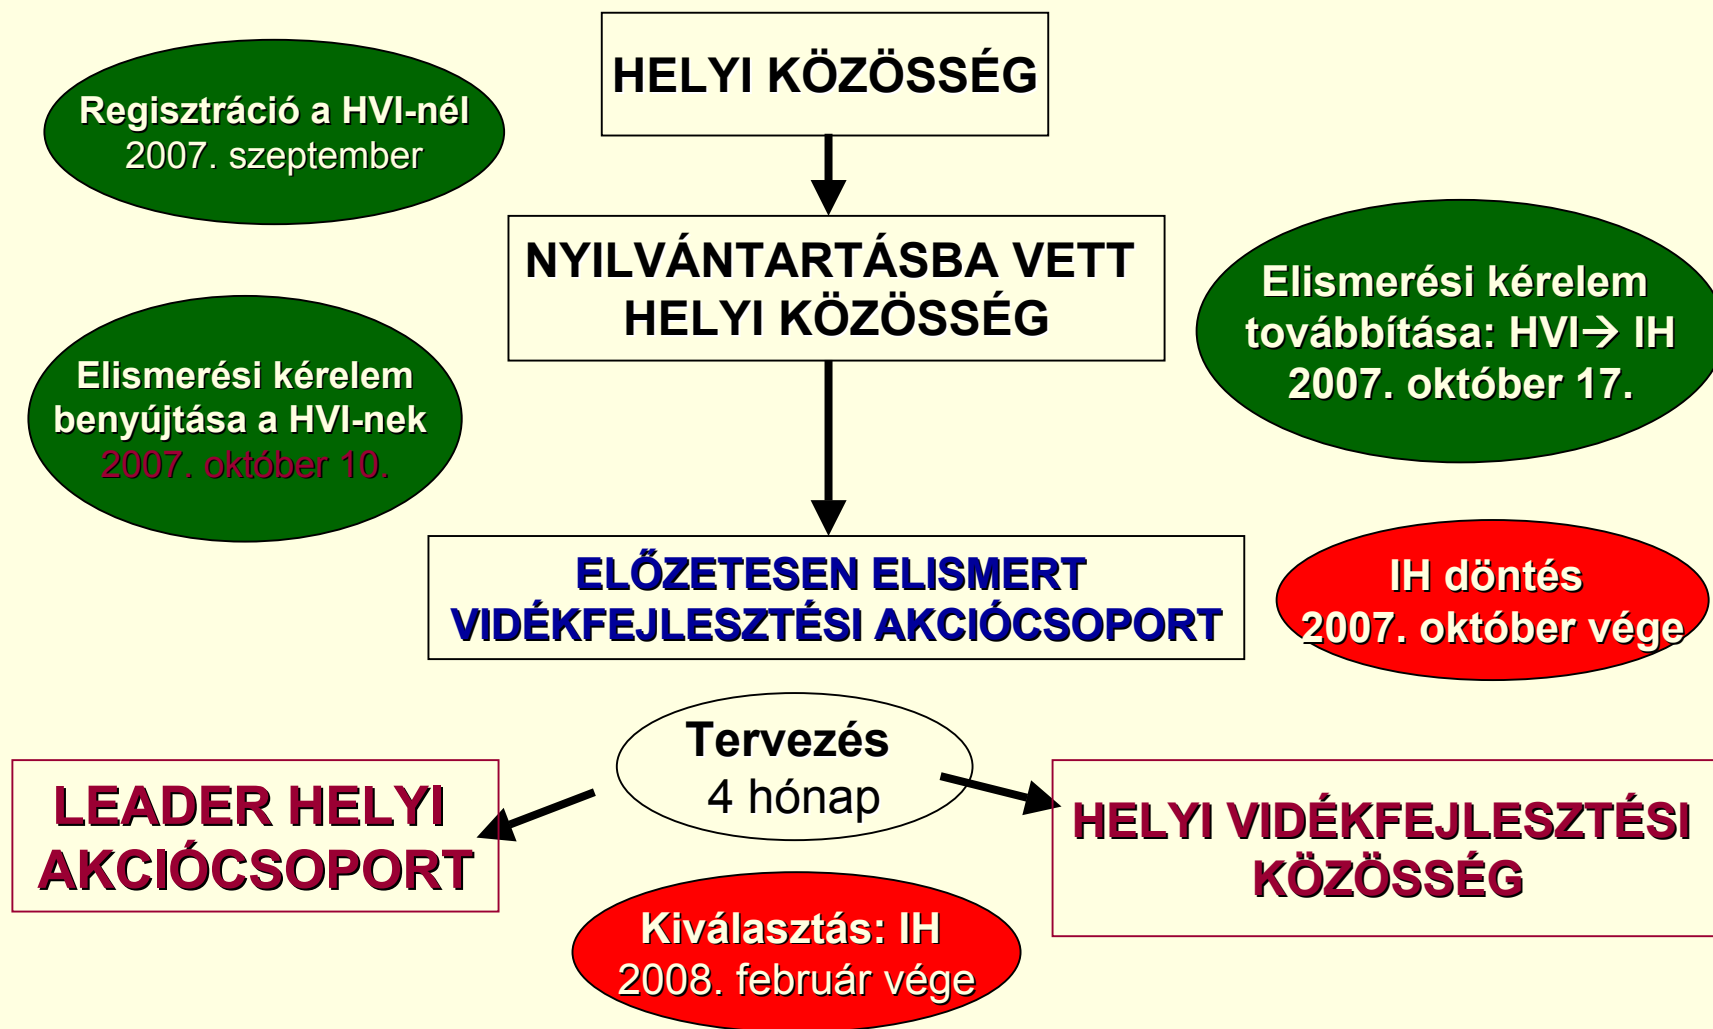 HELYI KÖZÖSSÉG
Regisztráció a HVI-nél
2007. szeptember
NYILVÁNTARTÁSBA VETT
HELYI KÖZÖSSÉG
Elismerési kérelem
továbbítása: HVI→ IH
2007. október 17.
Elismerési kérelem
benyújtása a HVI-nek
2007. október 10.
ELŐZETESEN ELISMERT
VIDÉKFEJLESZTÉSI AKCIÓCSOPORT
IH döntés
2007. október vége
Tervezés
4 hónap
LEADER HELYI
AKCIÓCSOPORT
HELYI VIDÉKFEJLESZTÉSI
KÖZÖSSÉG
Kiválasztás: IH
2008. február vége